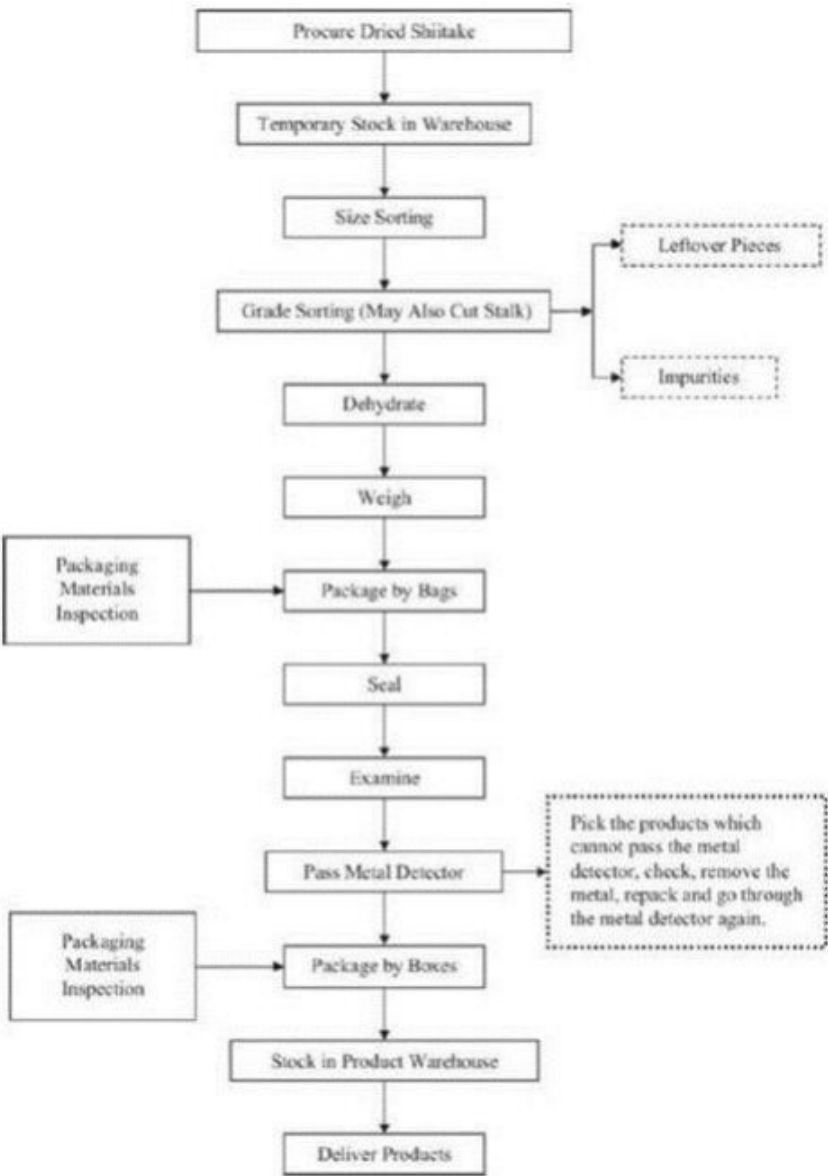 Procure Dried Shiitake
Temporary Stock in Warehouse
Size Sorting
Leftover Pieces
Grade Sorting (May Also Cut Stalk)
Impurities
Dehydrate
Weigh
Packaging
Materials
Inspection
Package by Bags
Seal
Examine
Pass Metal Detector
Pick the products which
cannot pass the metal
detector, check, remove the
metal, repack and go through
the metal detector again.
Packaging
Materials
Inspection
Package by Boxes
Stock in Product Warehouse
Deliver Products